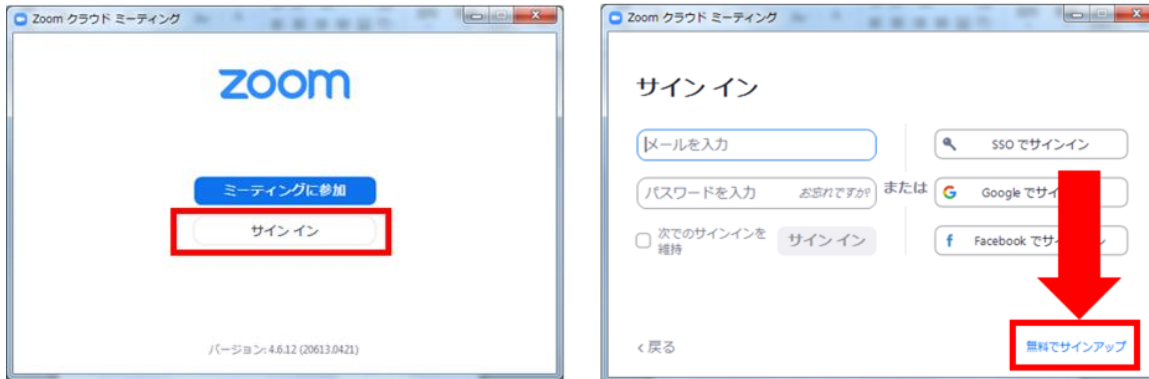 Zoom クラウド ミーティング
zoom
ミーティングに参加
サイン イン
バージョン: 4.6.12 (20613.0421)
Zoom クラウド ミーティング
サイン イン
メールを入力
パスワードを入力 お忘れですか?
次でのサインインを
維持
サイン イン
または
SSO でサインイン
Google でサイ
Facebook でサ イン
<戻る
無料でサインアップ